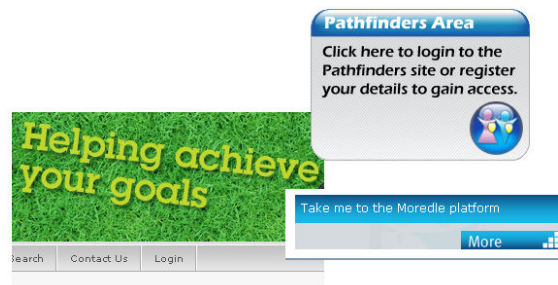 Pathfinders Area
Click here to login to the
Pathfinders site or register
your details to gain access.
Helping achieve
your goals
Take me to the Moredle platform
More
Search
Contact Us
Login